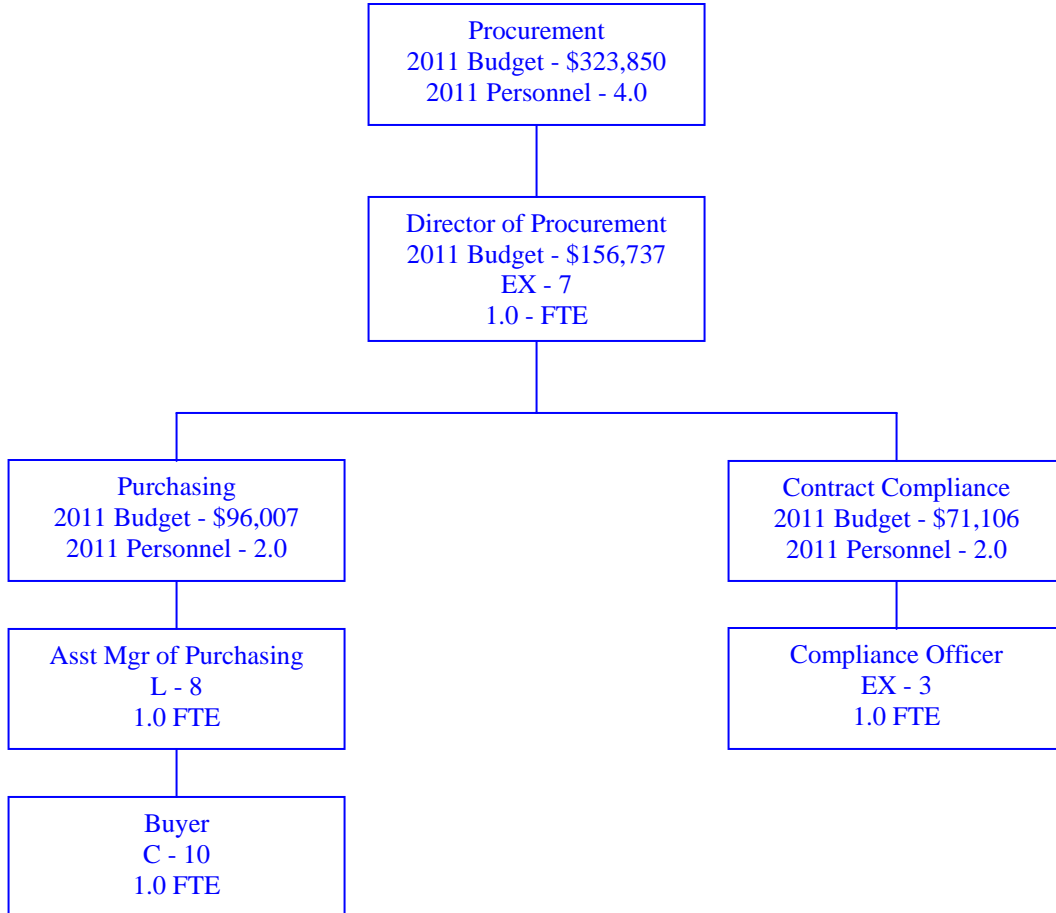 Procurement
2011 Budget - $323,850
2011 Personnel - 4.0
Director of Procurement
2011 Budget - $156,737
EX - 7
1.0 - FTE
Purchasing
2011 Budget - $96,007
2011 Personnel - 2.0
Contract Compliance
2011 Budget - $71,106
2011 Personnel - 2.0
Asst Mgr of Purchasing
L - 8
1.0 FTE
Compliance Officer
EX - 3
1.0 FTE
Buyer
C - 10
1.0 FTE